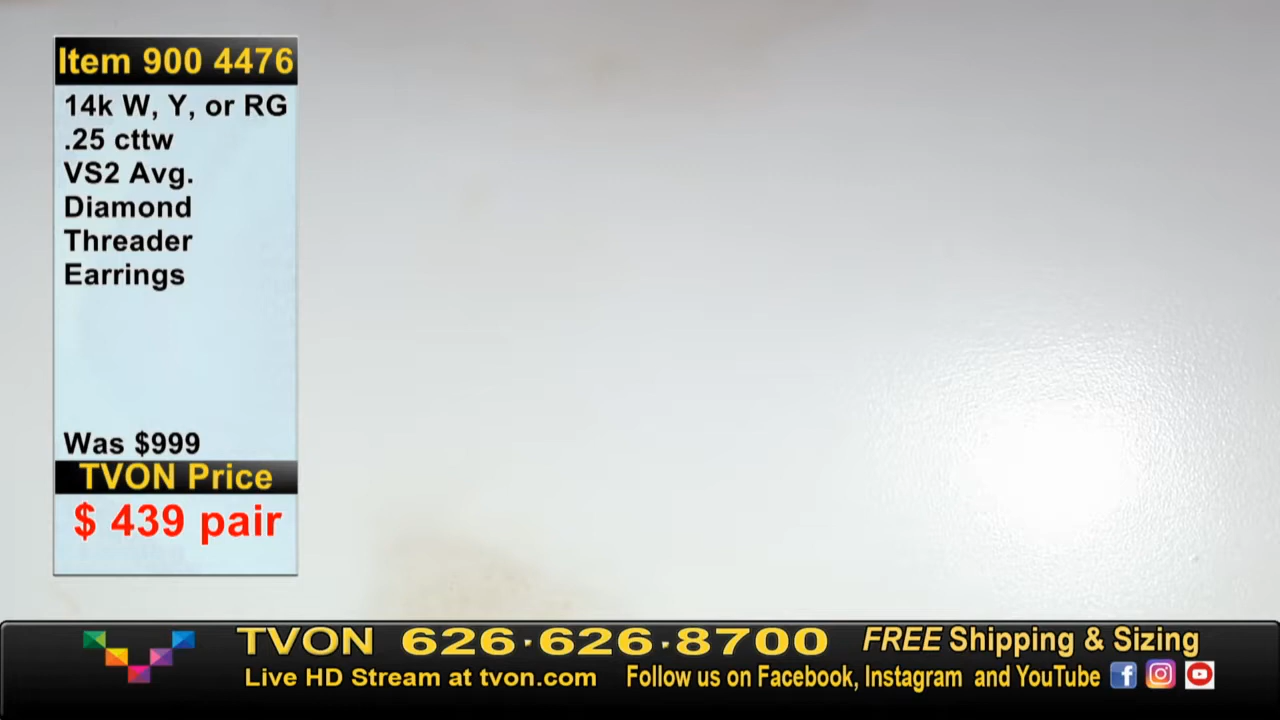 Item 900 4476
14k W, Y, or RG
.25 cttw
VS2 Avg.
Diamond
Threader
Earrings
Was $999
TVON Price
$ 439 pair
TVON 626·626·8700 FREE Shipping & Sizing
Live HD Stream at tvon.com Follow us on Facebook, Instagram and YouTube